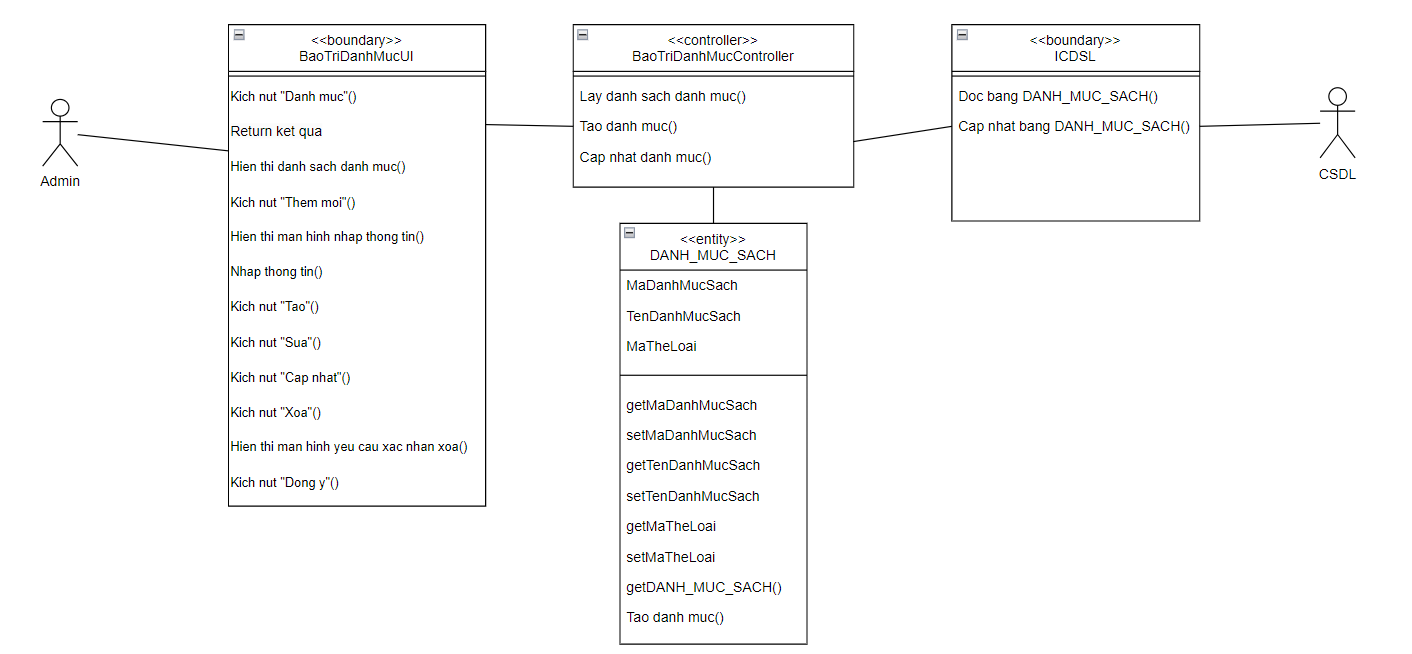 Admin
<<boundary>>
BaoTriDanhMucUI
Kich nut "Danh muc"()
Return ket qua
Hien thi danh sach danh muc()
Kich nut "Them moi"()
Hien thi man hinh nhap thong tin()
Nhap thong tin()
Kich nut "Tao"()
Kich nut "Sua"()
Kich nut "Cap nhat"()
Kich nut "Xoa"()
Hien thi man hinh yeu cau xac nhan xoa()
Kich nut "Dong y"()
<<controller>>
BaoTriDanhMucController
Lay danh sach danh muc()
Tao danh muc()
Cap nhat danh muc()
<<entity>>
DANH_MUC_SACH
MaDanhMucSach
TenDanhMucSach
MaTheLoai
getMaDanhMucSach
setMaDanhMucSach
getTenDanhMucSach
setTenDanhMucSach
getMaTheLoai
setMaTheLoai
getDANH_MUC_SACH()
Tao danh muc()
<<boundary>>
ICDSL
Doc bang DANH_MUC_SACH()
Cap nhat bang DANH_MUC_SACH()
CSDL